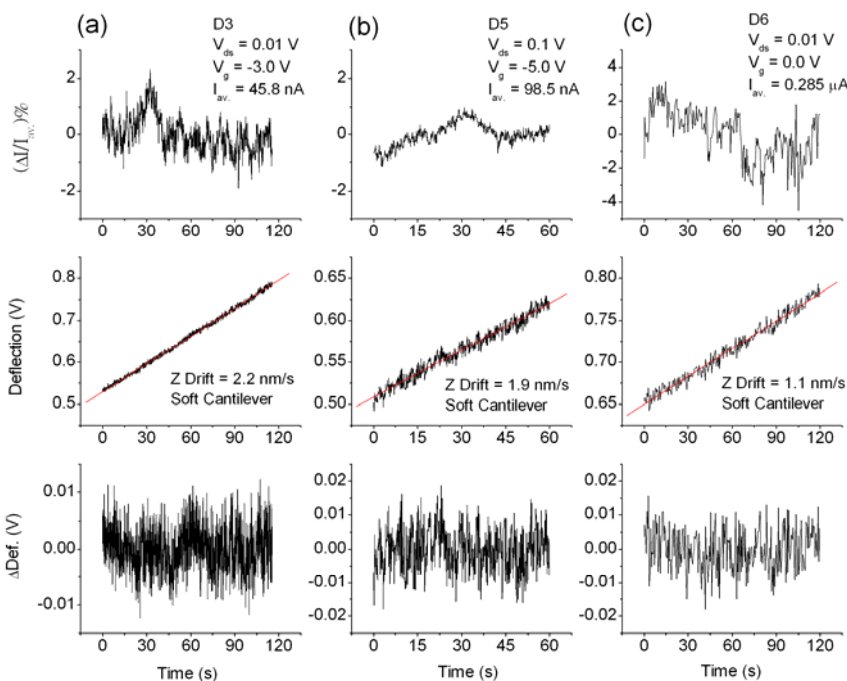 (a)
D3
V_ds = 0.01 V
V_g = -3.0 V
I_av. = 45.8 nA
(b)
D5
V_ds = 0.1 V
V_g = -5.0 V
I_av. = 98.5 nA
(c)
D6
V_ds = 0.01 V
V_g = 0.0 V
I_av. = 0.285 μA
(ΔI/I_av.)%
2
0
-2
0 30 60 90 120
2
0
-2
0 15 30 45 60
4
2
0
-2
-4
0 30 60 90 120
Deflection (V)
0.8
0.7
0.6
0.5
Z Drift = 2.2 nm/s
Soft Cantilever
0 30 60 90 120
0.65
0.60
0.55
0.50
Z Drift = 1.9 nm/s
Soft Cantilever
0 15 30 45 60
0.80
0.75
0.70
0.65
Z Drift = 1.1 nm/s
Soft Cantilever
0 30 60 90 120
ΔDef. (V)
0.01
0.00
-0.01
0 30 60 90 120
Time (s)
0.02
0.01
0.00
-0.01
-0.02
0 15 30 45 60
Time (s)
0.02
0.01
0.00
-0.01
-0.02
0 30 60 90 120
Time (s)